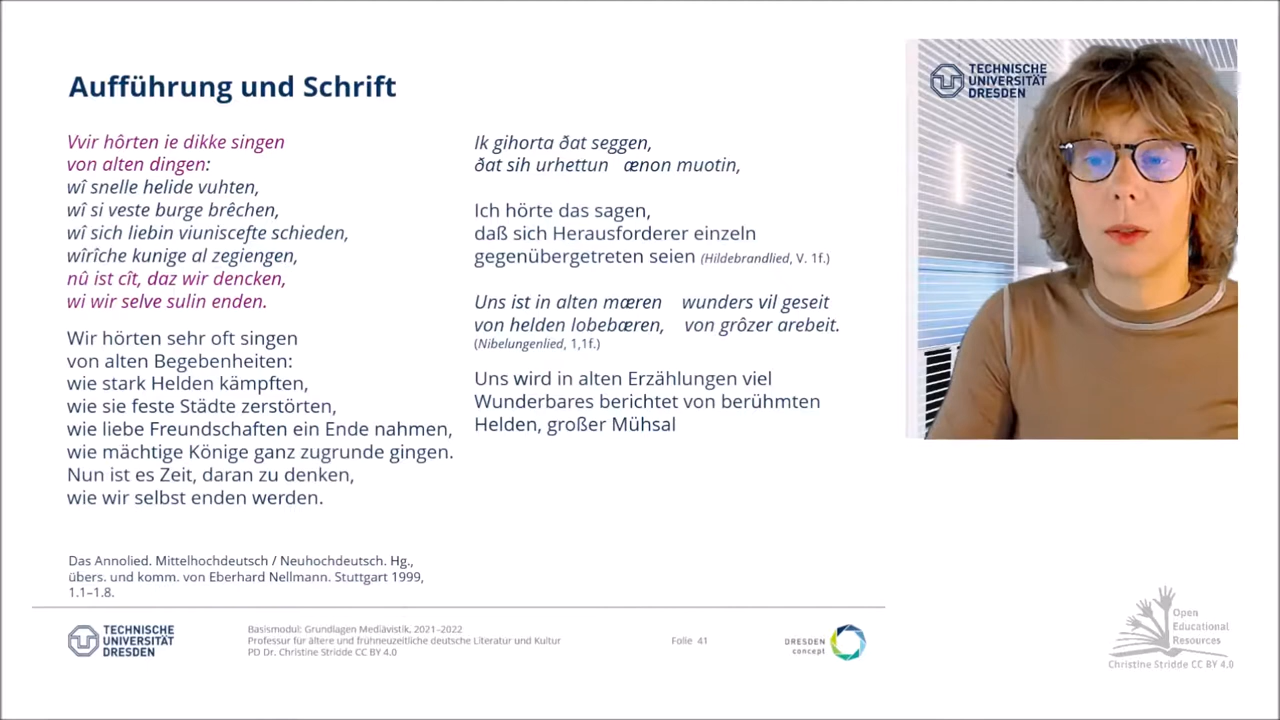 Aufführung und Schrift
Vvir hôrten ie dikke singen
von alten dingen:
wî snelle helide vuhten,
wî si veste burge brêchen,
wî sich liebin viuniscefte schieden,
wîrîche kunige al zegiengen,
nû ist cît, daz wir dencken,
wi wir selve sulin enden.
Wir hörten sehr oft singen
von alten Begebenheiten:
wie stark Helden kämpften,
wie sie feste Städte zerstörten,
wie liebe Freundschaften ein Ende nahmen,
wie mächtige Könige ganz zugrunde gingen.
Nun ist es Zeit, daran zu denken,
wie wir selbst enden werden.
Das Annolied. Mittelhochdeutsch / Neuhochdeutsch. Hg.,
übers. und komm. von Eberhard Nellmann. Stuttgart 1999,
1.1–1.8.
Ik gihorta ðat seggen,
ðat sih urhettun ænon muotin,
Ich hörte das sagen,
daß sich Herausforderer einzeln
gegenübergetreten seien (Hildebrandlied, V. 1f.)
Uns ist in alten mæren wunders vil geseit
von helden lobebæren, von grôzer arebeit.
(Nibelungenlied, 1,1f.)
Uns wird in alten Erzählungen viel
Wunderbares berichtet von berühmten
Helden, großer Mühsal
TECHNISCHE
UNIVERSITÄT
DRESDEN
TECHNISCHE
UNIVERSITÄT
DRESDEN
Basismodul: Grundlagen Mediävistik, 2021–2022
Professur für ältere und frühneuzeitliche deutsche Literatur und Kultur
PD Dr. Christine Stridde CC BY 4.0
Folie 41
DRESDEN
concept
Open
Educational
Resources
Christine Stridde CC BY 4.0